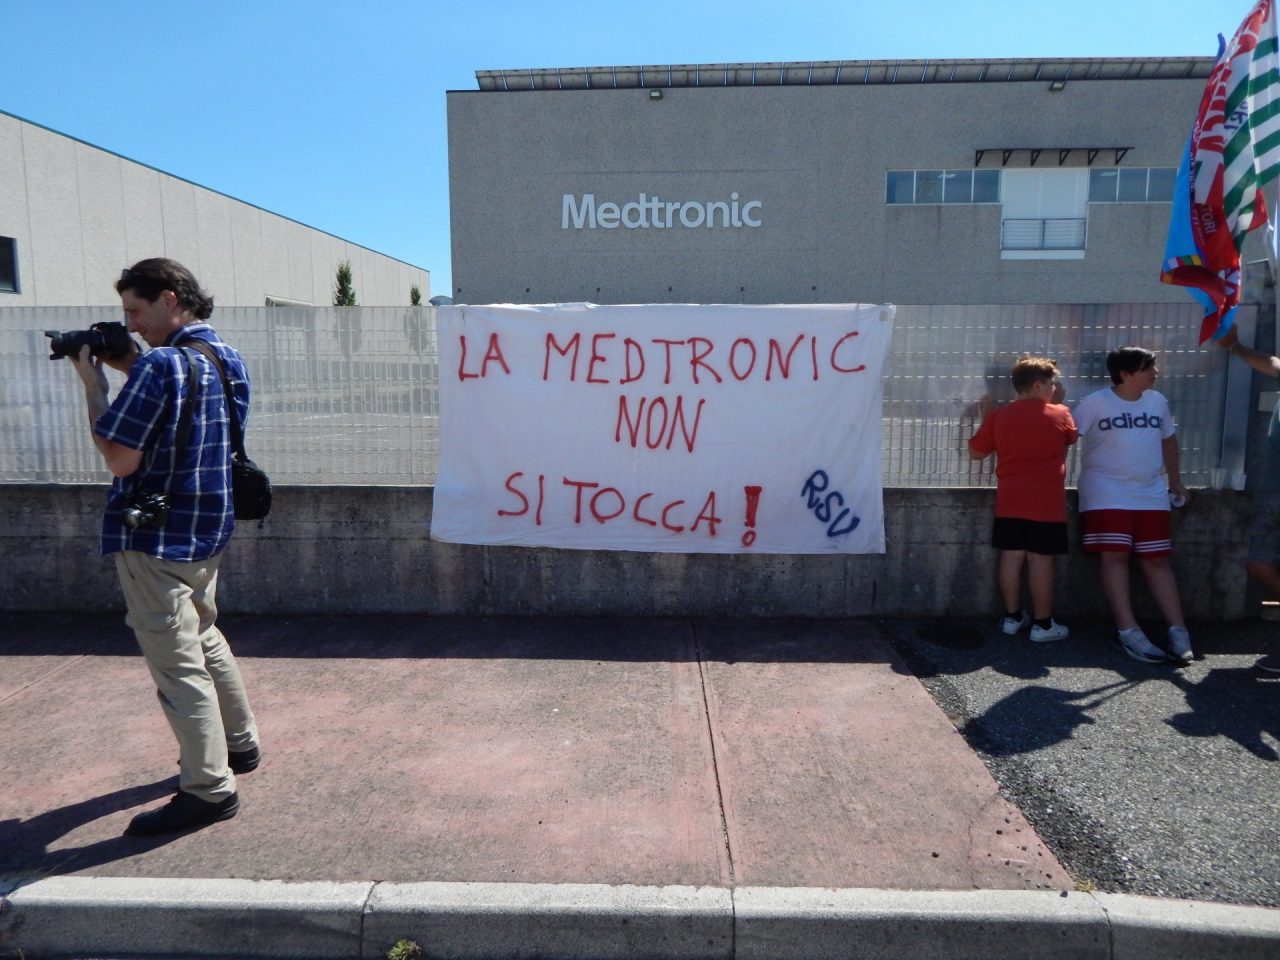 Medtronic
LA MEDTRONIC
NON
SI TOCCA!
RSU
adidas